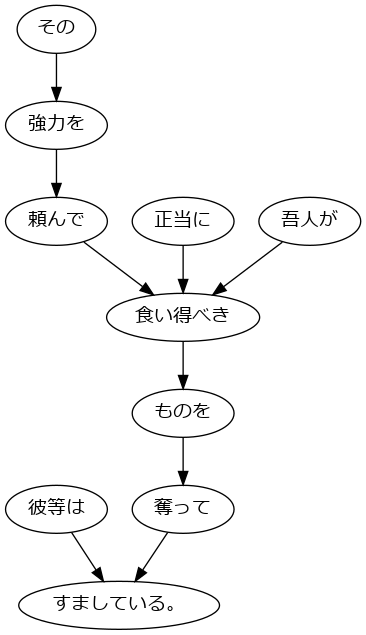 その
強力を
頼んで
正当に
吾人が
食い得べき
ものを
彼等は
奪って
すましている。